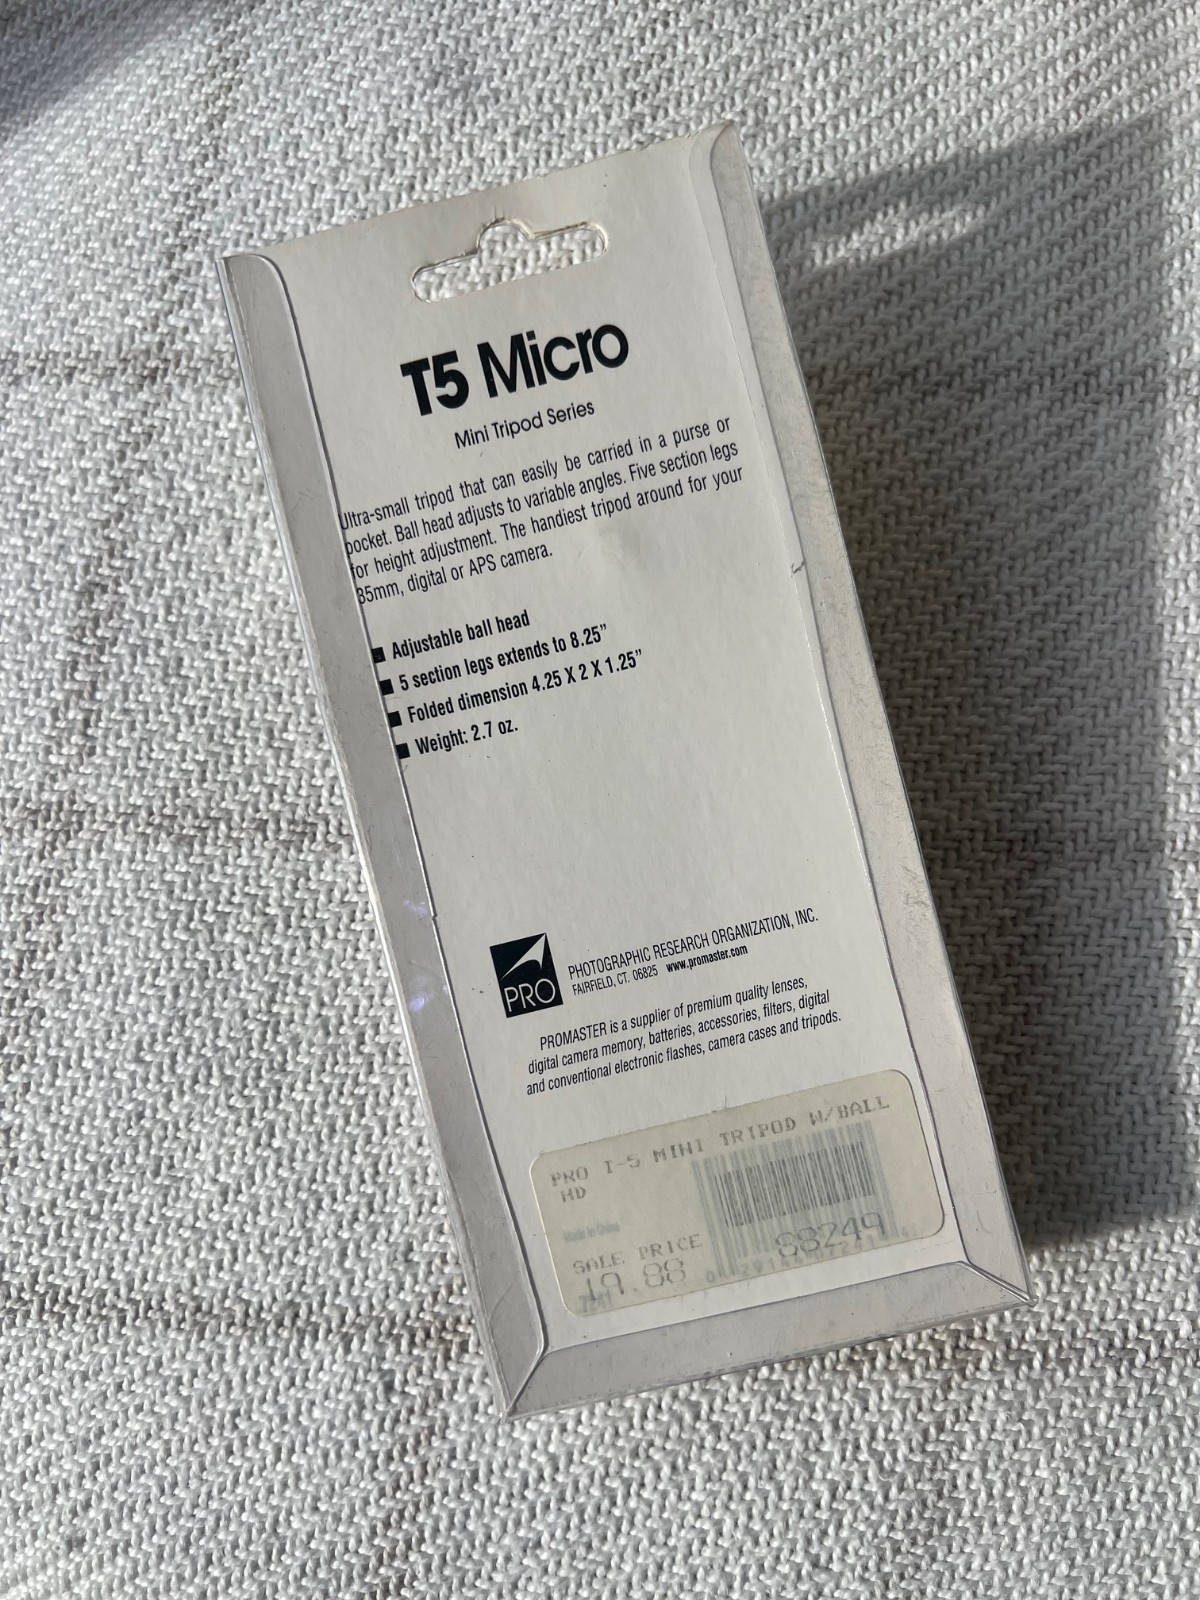 T5 Micro
Mini Tripod Series
Ultra-small tripod that can easily be carried in a purse or
pocket. Ball head adjusts to variable angles. Five section legs
for height adjustment. The handiest tripod around for your
35mm, digital or APS camera.
■ Adjustable ball head
■ 5 section legs extends to 8.25"
■ Folded dimension 4.25 X 2 X 1.25"
■ Weight: 2.7 oz.
PRO
PHOTOGRAPHIC RESEARCH ORGANIZATION, INC.
FAIRFIELD, CT. 06825 www.promaster.com
PROMASTER is a supplier of premium quality lenses,
digital camera memory, batteries, accessories, filters, digital
and conventional electronic flashes, camera cases and tripods.
PRO T-5 MINI TRIPOD W/BALL
HD
Made in China
SALE PRICE
19.88
88249